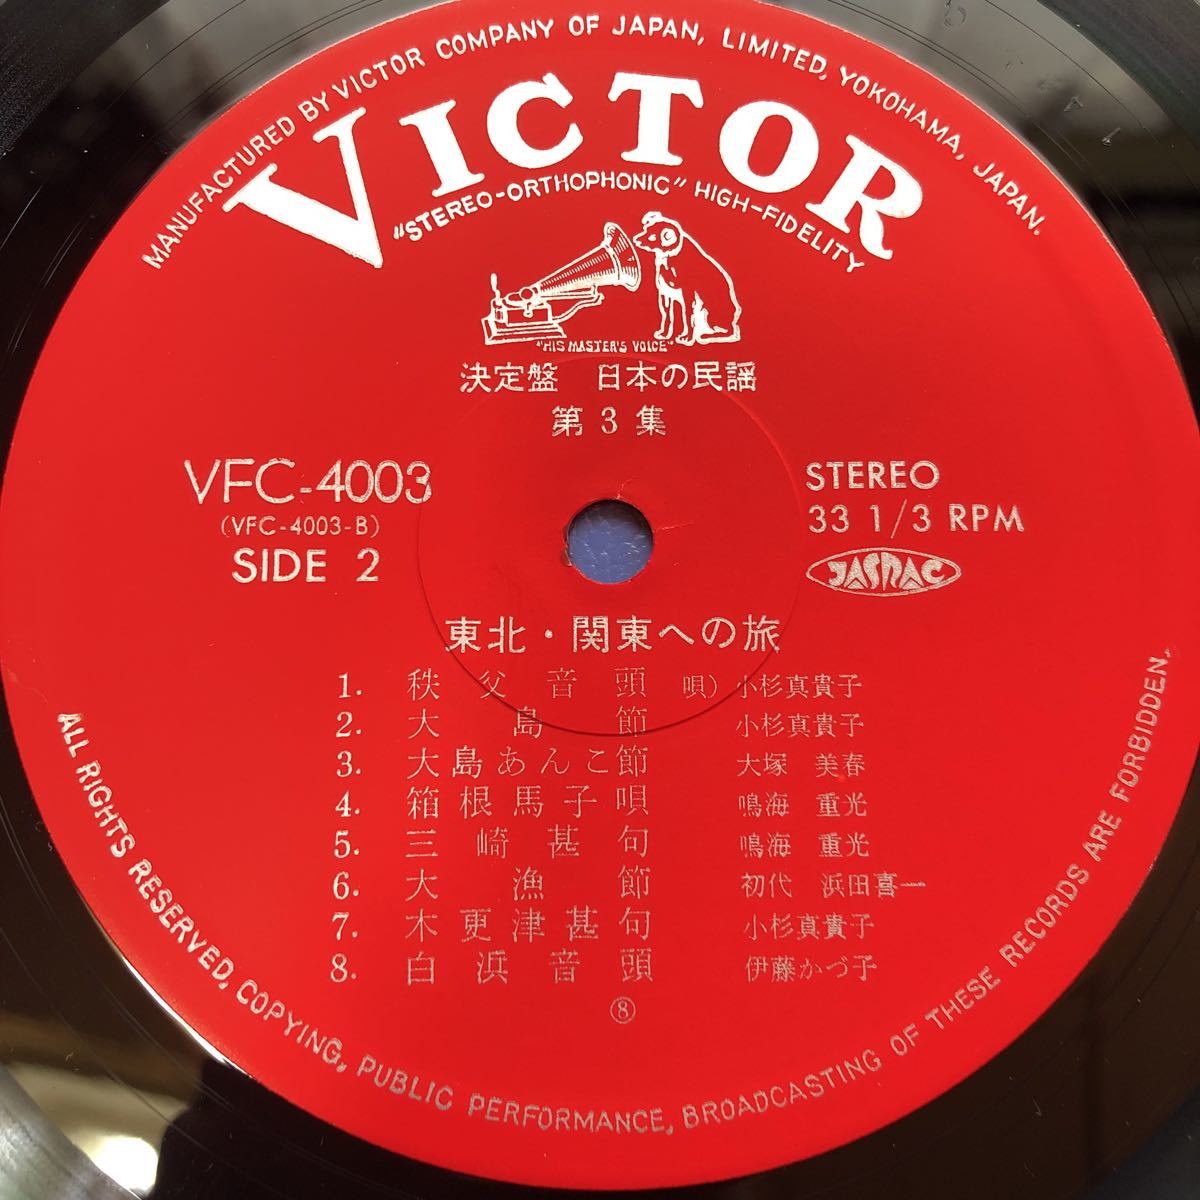 MANUFACTURED BY VICTOR COMPANY OF JAPAN, LIMITED, YOKOHAMA, JAPAN.
VICTOR
"STEREO-ORTHOPHONIC" HIGH-FIDELITY
"HIS MASTER'S VOICE"
決定盤 日本の民謡
第3集
VFC-4003
(VFC-4003-B)
SIDE 2
STEREO
33 1/3 RPM
JASRAC
東北・関東への旅
1. 秩父音頭 唄) 小杉真貴子
2. 大島節 小杉真貴子
3. 大島あんこ節 大塚 美春
4. 箱根馬子唄 鳴海 重光
5. 三崎甚句 鳴海 重光
6. 大漁節 初代 浜田喜一
7. 木更津甚句 小杉真貴子
8. 白浜音頭 伊藤かづ子
⑧
ALL RIGHTS RESERVED, COPYING, PUBLIC PERFORMANCE, BROADCASTING OF THESE RECORDS ARE FORBIDDEN.